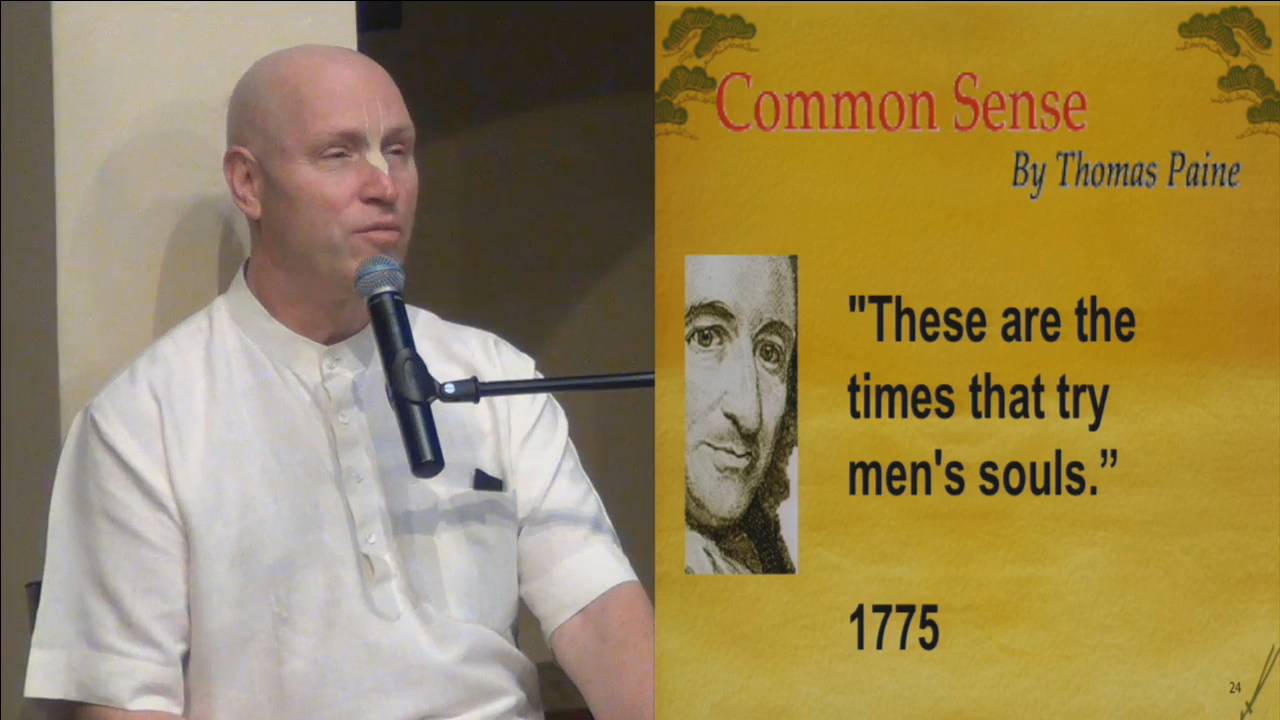 Common Sense
By Thomas Paine
"These are the
times that try
men's souls.”
1775
24